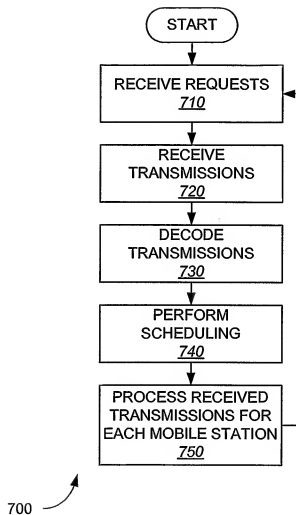 START
RECEIVE REQUESTS
710
RECEIVE
TRANSMISSIONS
720
DECODE
TRANSMISSIONS
730
PERFORM
SCHEDULING
740
PROCESS RECEIVED
TRANSMISSIONS FOR
EACH MOBILE STATION
750
700